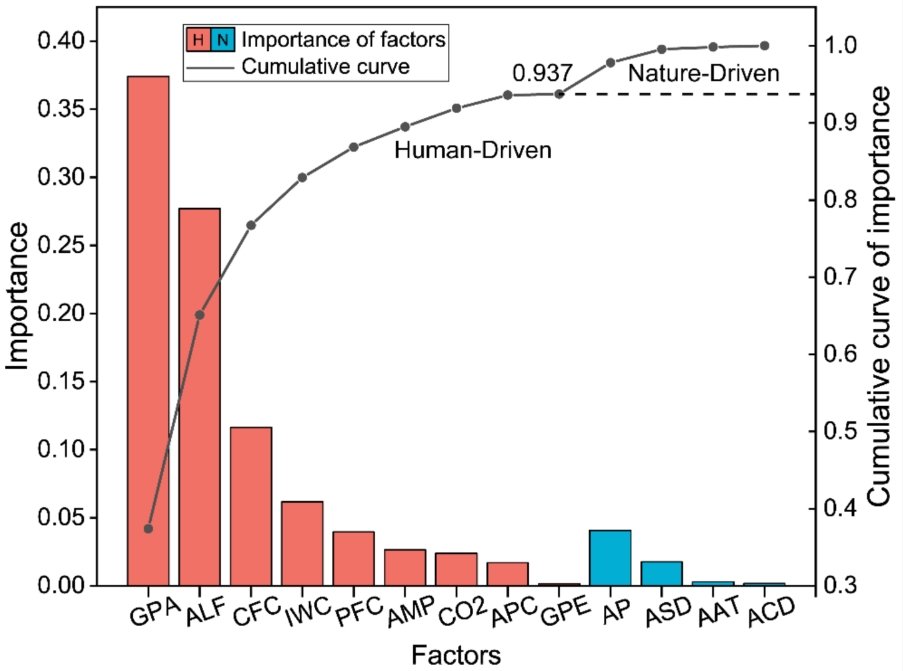 H N Importance of factors
Cumulative curve
0.937
Nature-Driven
Human-Driven
Importance
0.40
0.35
0.30
0.25
0.20
0.15
0.10
0.05
0.00
Cumulative curve of importance
1.0
0.9
0.8
0.7
0.6
0.5
0.4
0.3
GPA ALF CFC IWC PFC AMP CO2 APC GPE AP ASD AAT ACD
Factors